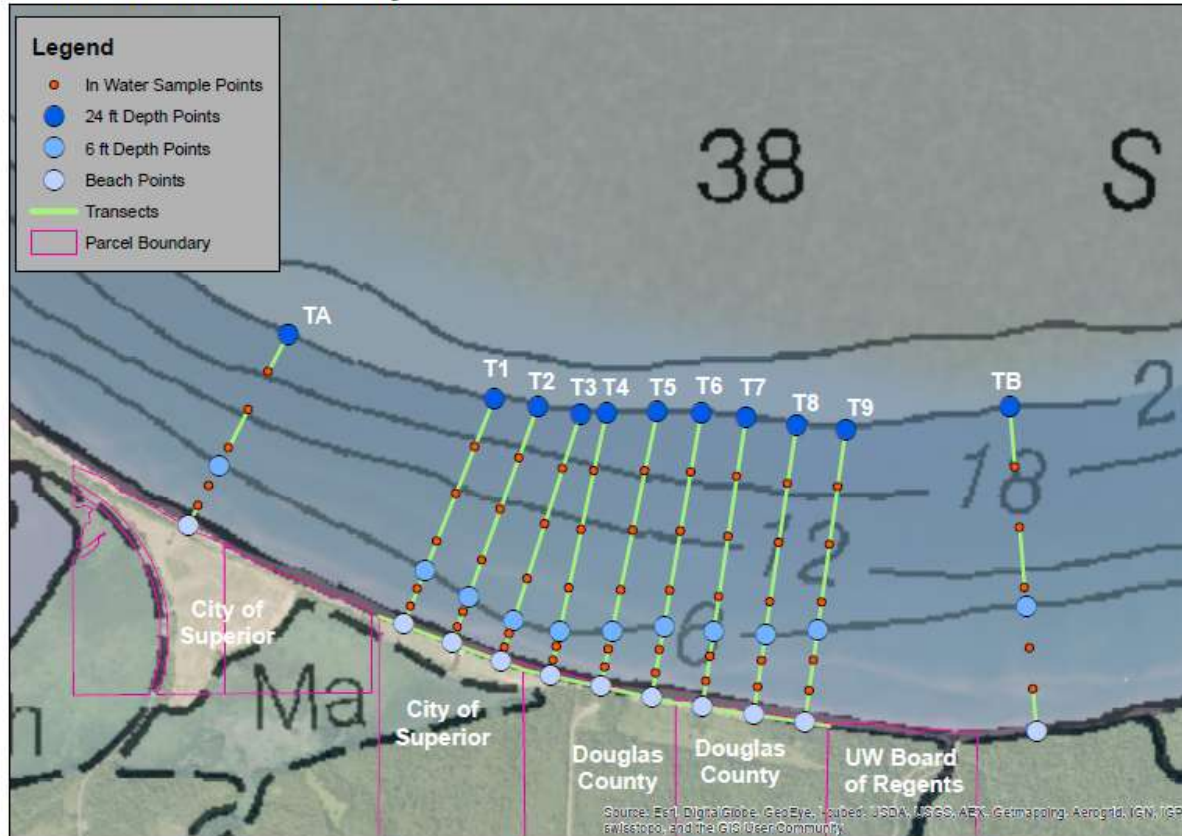 Legend
In Water Sample Points
24 ft Depth Points
6 ft Depth Points
Beach Points
Transects
Parcel Boundary
38
S
TA
T1
T2
T3
T4
T5
T6
T7
T8
T9
TB
2
18
12
6
City of
Superior
Ma
n
City of
Superior
Douglas
County
Douglas
County
UW Board
of Regents
Source: Esri, DigitalGlobe, GeoEye, i-cubed, USDA, USGS, AEX, Getmapping, Aerogrid, IGN, IGP,
swisstopo, and the GIS User Community